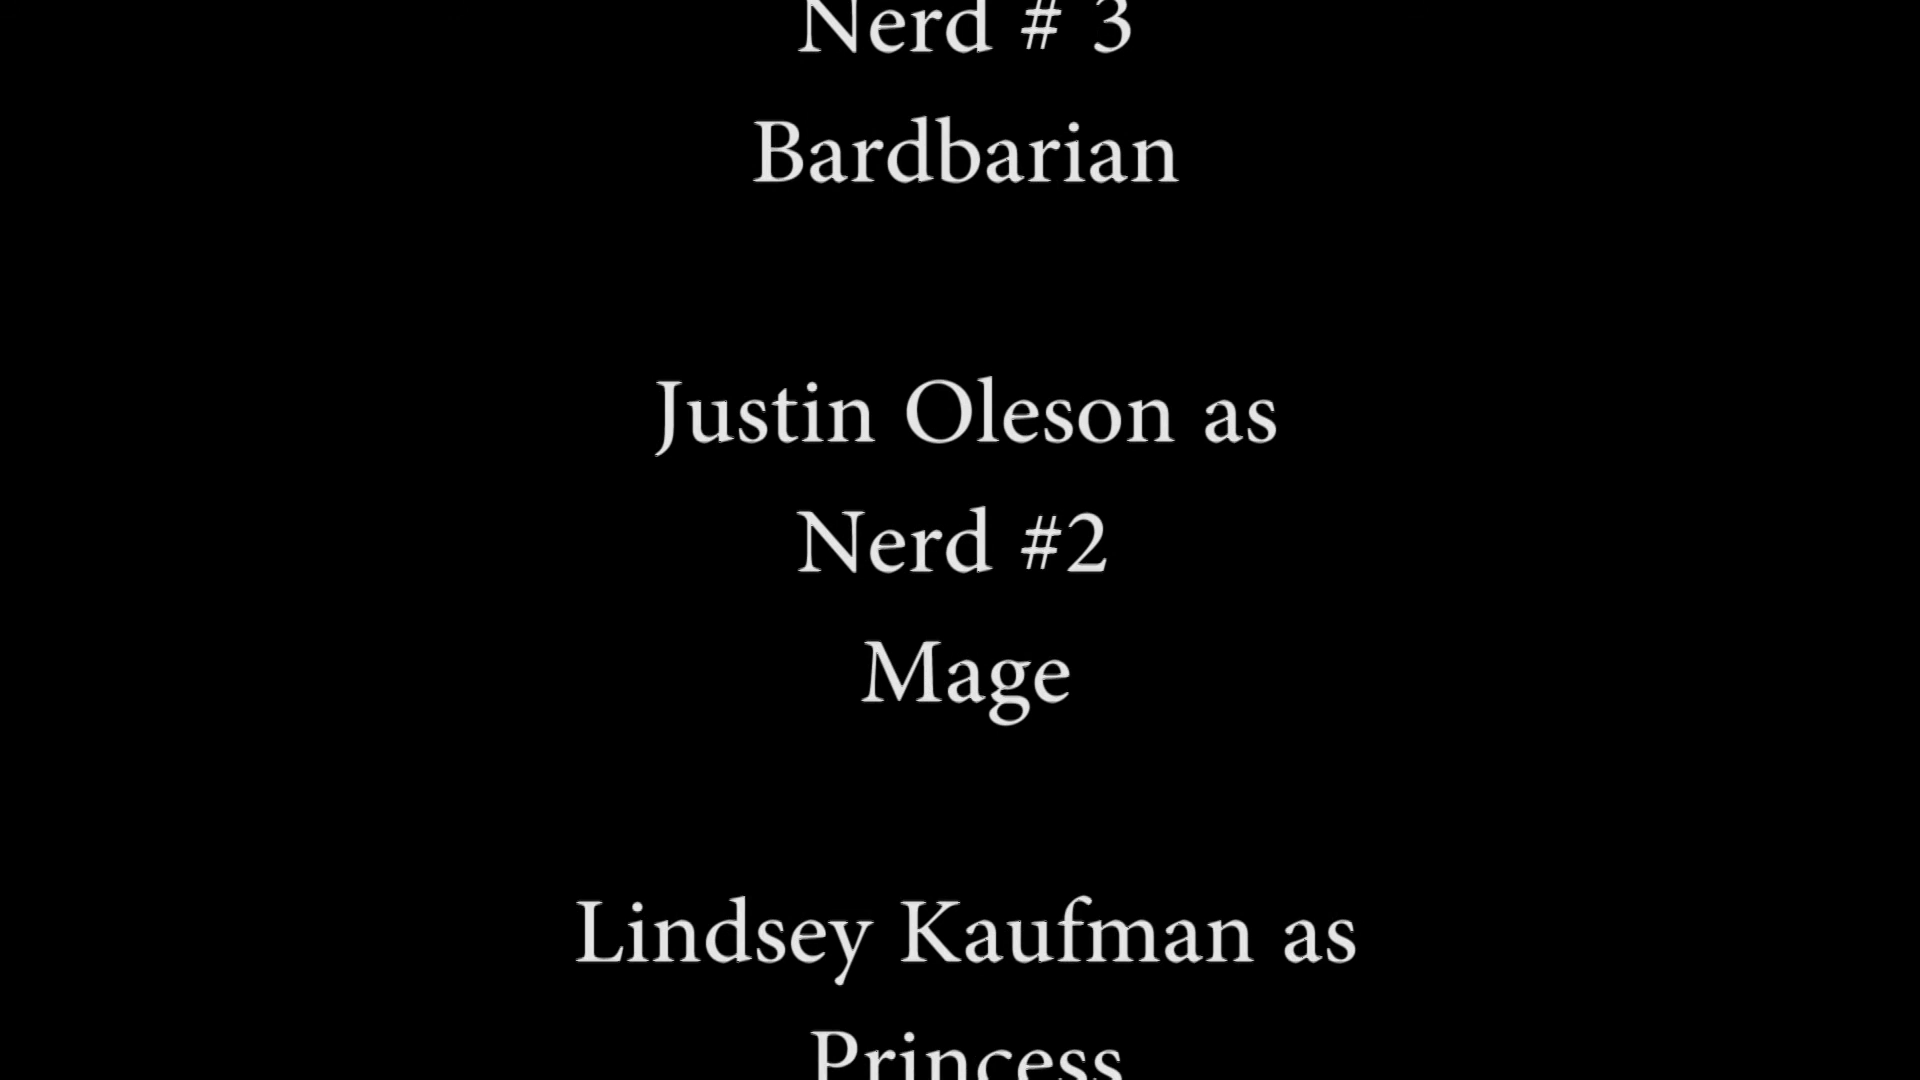 Nerd # 3
Bardbarian
Justin Oleson as
Nerd #2
Mage
Lindsey Kaufman as
Princess